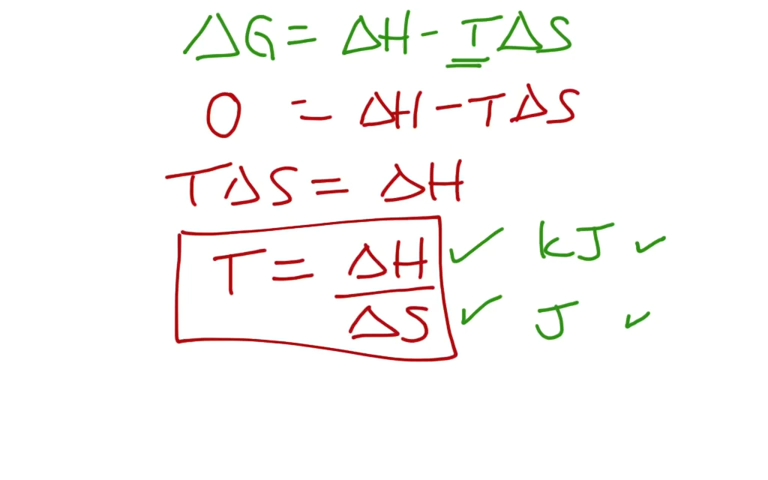 ΔG = ΔH - TΔS
0 = ΔH - TΔS
TΔS = ΔH
T = ΔH / ΔS ✓ kJ ✓
✓ J ✓